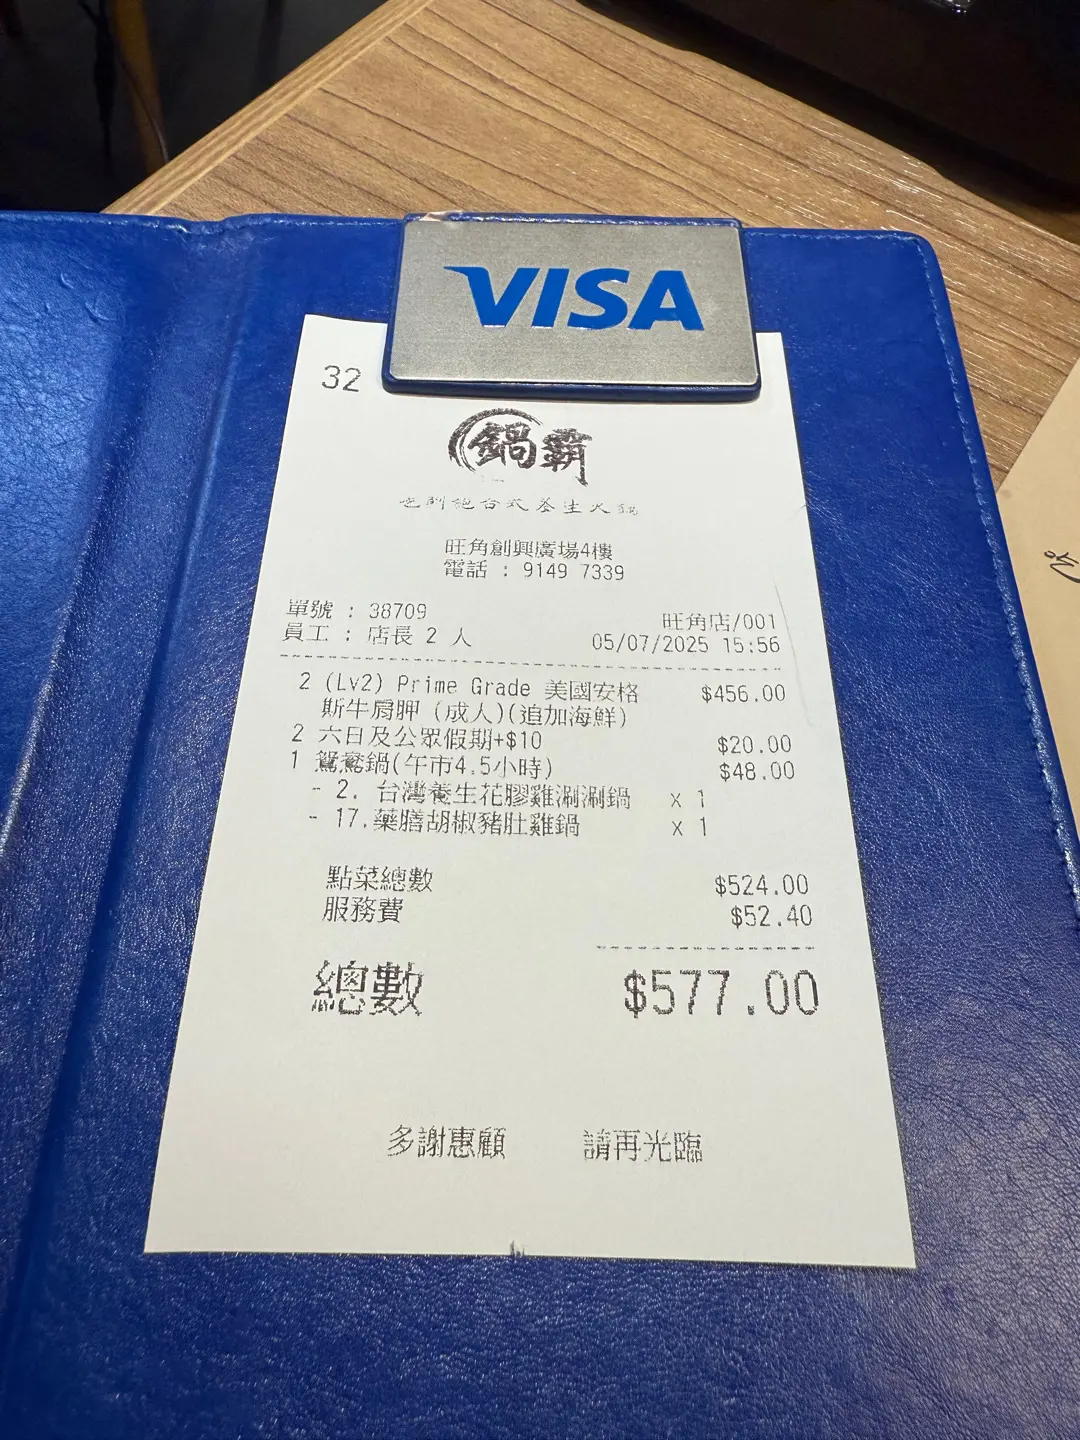 VISA
32
鍋霸
台式養生火鍋
旺角創興廣場4樓
電話 : 9149 7339
單號 : 38709 旺角店/001
員工 : 店長 2 人 05/07/2025 15:56
2 (Lv2) Prime Grade 美國安格 $456.00
斯牛肩胛 (成人)(追加海鮮)
2 六日及公眾假期+$10 $20.00
1 鴛鴦鍋(午市4.5小時) $48.00
- 2. 台灣養生花膠雞涮涮鍋 x 1
- 17.藥膳胡椒豬肚雞鍋 x 1
點菜總數 $524.00
服務費 $52.40
總數 $577.00
多謝惠顧 請再光臨